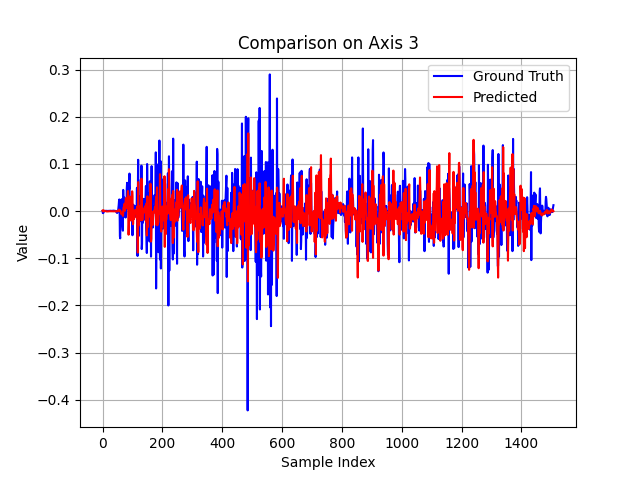 Comparison on Axis 3
Ground Truth
Predicted
0.3
0.2
0.1
0.0
−0.1
−0.2
−0.3
−0.4
Value
0 200 400 600 800 1000 1200 1400
Sample Index